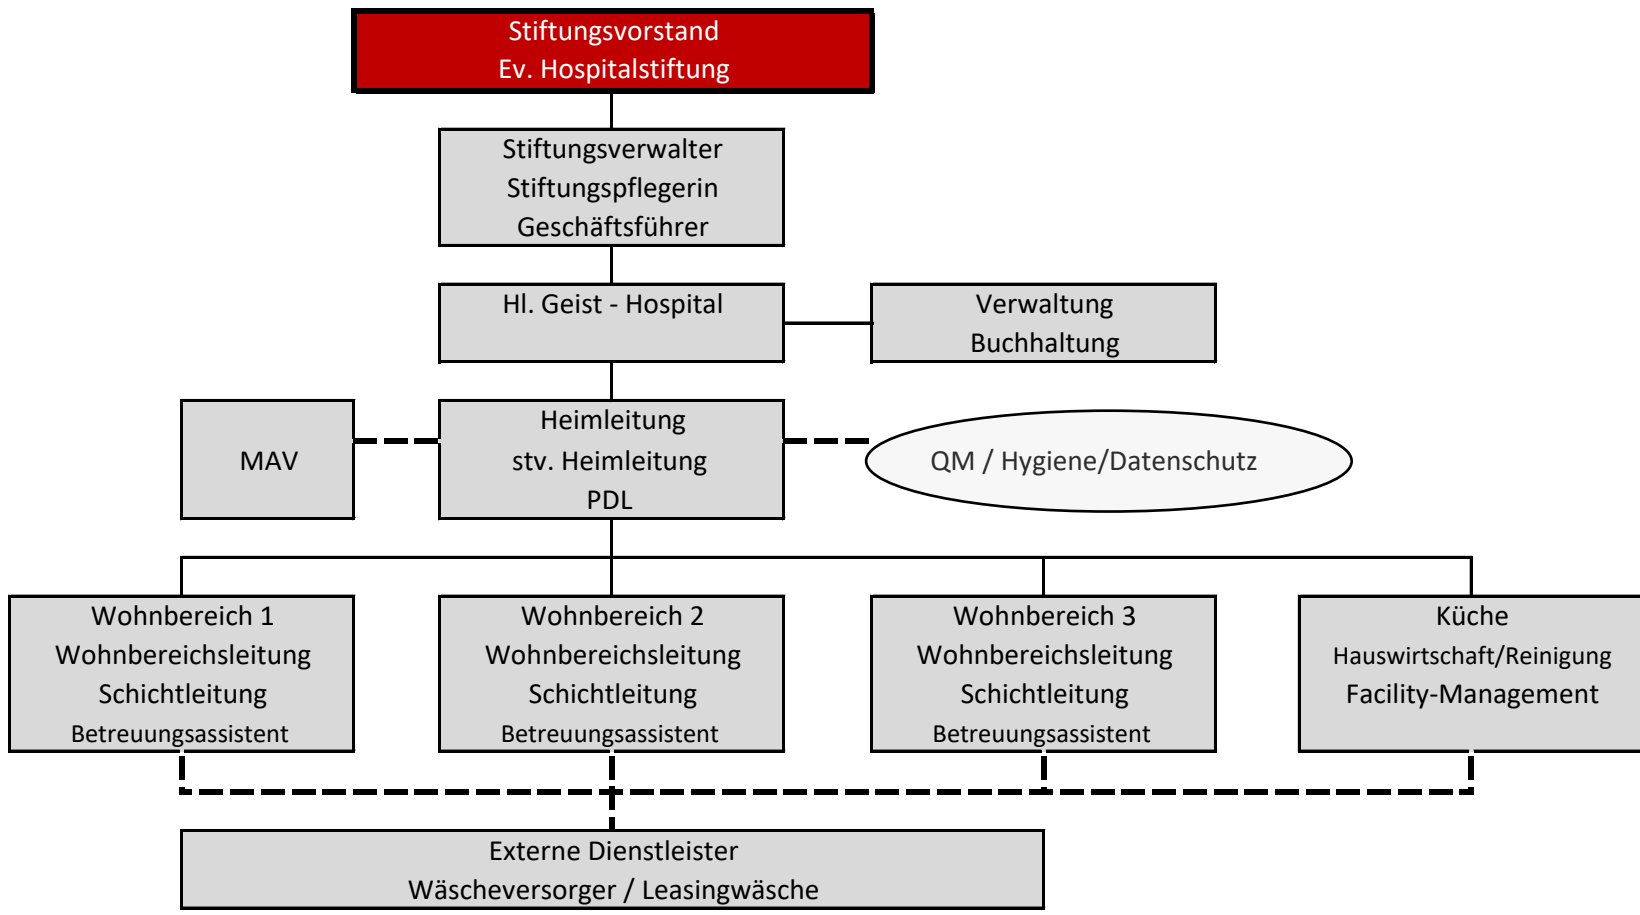 Stiftungsvorstand
Ev. Hospitalstiftung
Stiftungsverwalter
Stiftungspflegerin
Geschäftsführer
Hl. Geist - Hospital
Verwaltung
Buchhaltung
MAV
Heimleitung
stv. Heimleitung
PDL
QM / Hygiene/Datenschutz
Wohnbereich 1
Wohnbereichsleitung
Schichtleitung
Betreuungsassistent
Wohnbereich 2
Wohnbereichsleitung
Schichtleitung
Betreuungsassistent
Wohnbereich 3
Wohnbereichsleitung
Schichtleitung
Betreuungsassistent
Küche
Hauswirtschaft/Reinigung
Facility-Management
Externe Dienstleister
Wäscheversorger / Leasingwäsche